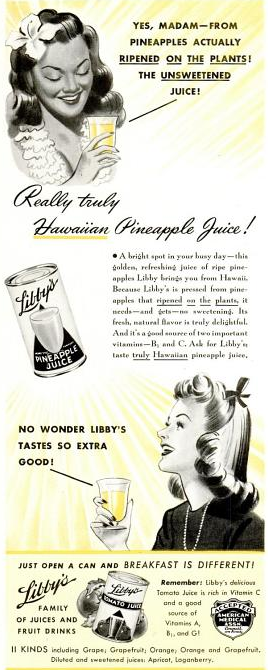 YES, MADAM—FROM
PINEAPPLES ACTUALLY
RIPENED ON THE PLANTS!
THE UNSWEETENED
JUICE!
Really truly
Hawaiian Pineapple Juice!
• A bright spot in your busy day—this
golden, refreshing juice of ripe pine-
apples Libby brings you from Hawaii.
Because Libby's is pressed from pine-
apples that ripened on the plants, it
needs—and gets—no sweetening. Its
fresh, natural flavor is truly delightful.
And it's a good source of two important
vitamins—B₁ and C. Ask for Libby's;
taste truly Hawaiian pineapple juice.
Libby's
PINEAPPLE
JUICE
NO WONDER LIBBY'S
TASTES SO EXTRA
GOOD!
JUST OPEN A CAN AND BREAKFAST IS DIFFERENT!
Libby's
FAMILY
OF JUICES AND
FRUIT DRINKS
Libby's
TOMATO JUICE
Remember: Libby's delicious
Tomato Juice is rich in Vitamin C
and a good
source of
Vitamins A,
B₁, and G!
ACCEPTED
AMERICAN
MEDICAL
ASSN.
11 KINDS including Grape; Grapefruit; Orange; Orange and Grapefruit.
Diluted and sweetened juices: Apricot, Loganberry.